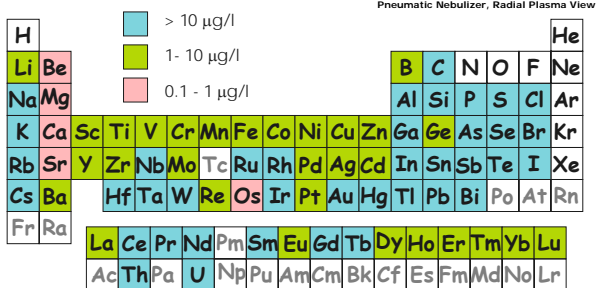 Pneumatic Nebulizer, Radial Plasma View
> 10 µg/l
1- 10 µg/l
0.1 - 1 µg/l
H He
Li Be B C N O F Ne
Na Mg Al Si P S Cl Ar
K Ca Sc Ti V Cr Mn Fe Co Ni Cu Zn Ga Ge As Se Br Kr
Rb Sr Y Zr Nb Mo Tc Ru Rh Pd Ag Cd In Sn Sb Te I Xe
Cs Ba Hf Ta W Re Os Ir Pt Au Hg Tl Pb Bi Po At Rn
Fr Ra
La Ce Pr Nd Pm Sm Eu Gd Tb Dy Ho Er Tm Yb Lu
Ac Th Pa U Np Pu Am Cm Bk Cf Es Fm Md No Lr